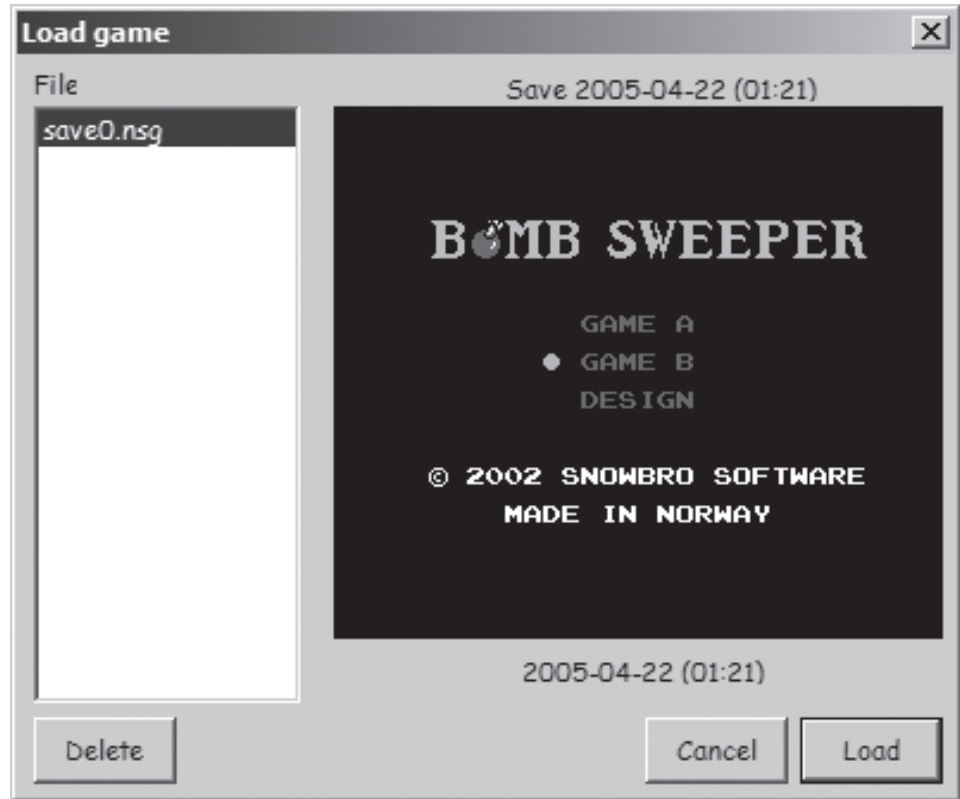 Load game
File
Save 2005-04-22 (01:21)
save0.nsg
BOMB SWEEPER
GAME A
GAME B
DESIGN
© 2002 SNOWBRO SOFTWARE
MADE IN NORWAY
2005-04-22 (01:21)
Delete
Cancel
Load